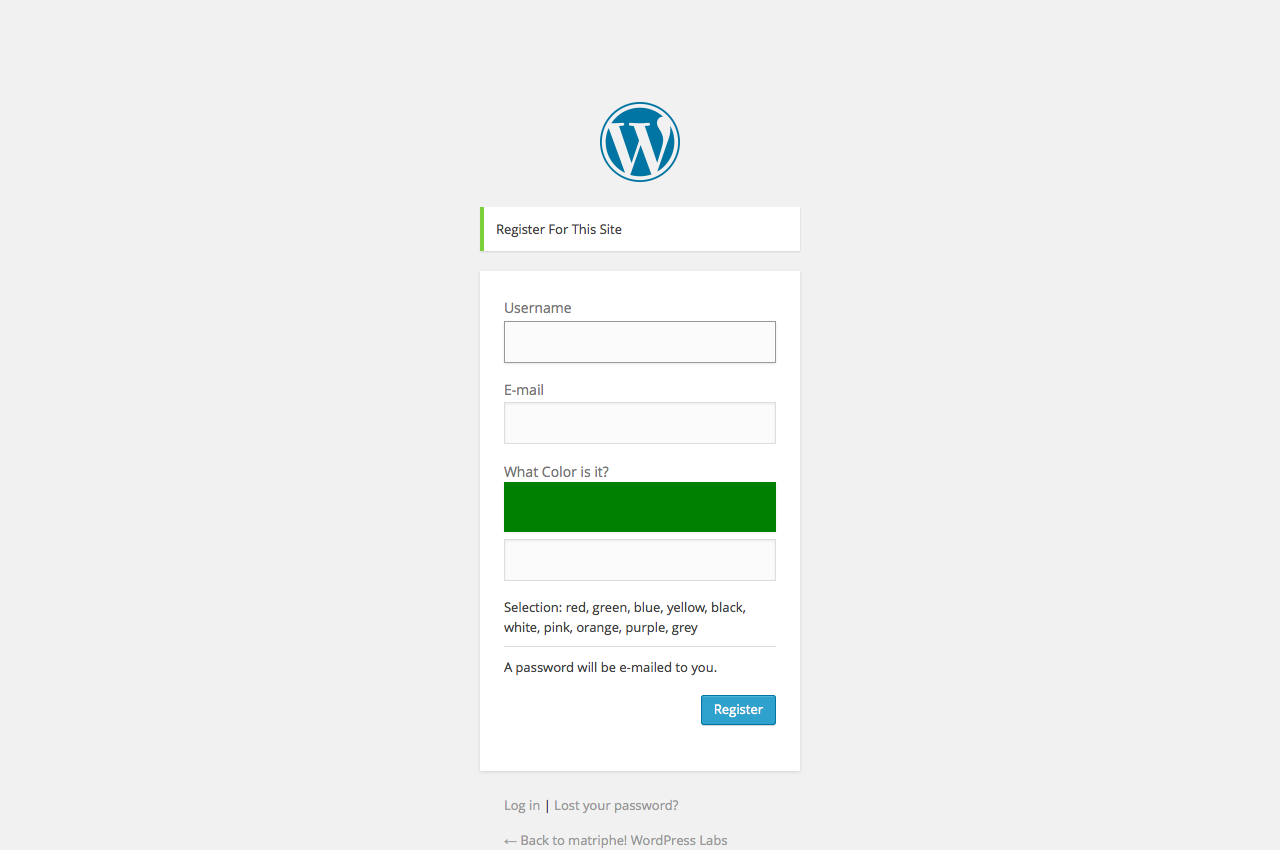 Register For This Site
Username
E-mail
What Color is it?
Selection: red, green, blue, yellow, black,
white, pink, orange, purple, grey
A password will be e-mailed to you.
Register
Log in | Lost your password?
← Back to matriphe! WordPress Labs